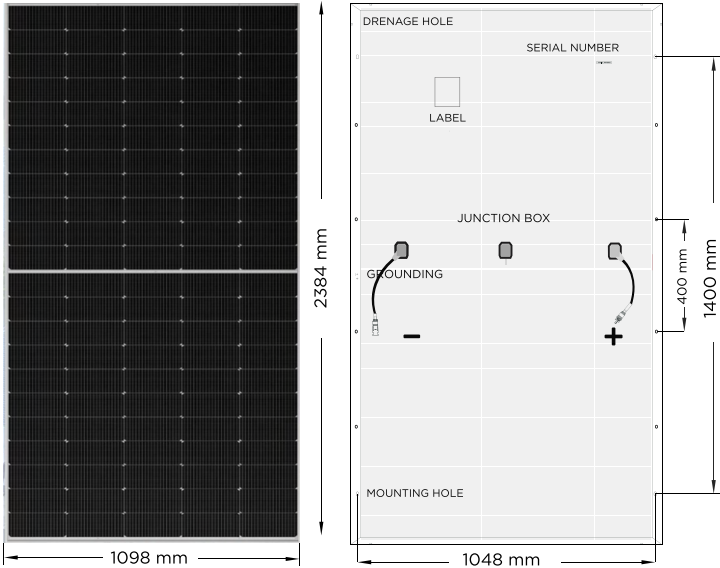 DRENAGE HOLE
SERIAL NUMBER
LABEL
JUNCTION BOX
GROUNDING
2384 mm
400 mm
1400 mm
− +
MOUNTING HOLE
1098 mm
1048 mm